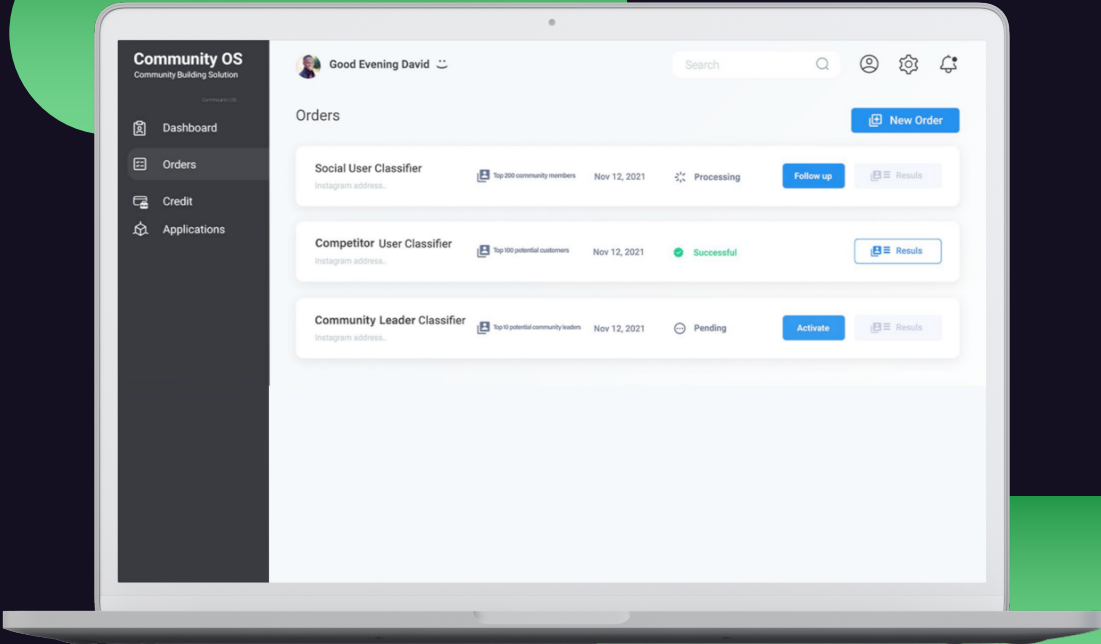 Community OS
Community Building Solution
Community OS
Dashboard
Orders
Credit
Applications
Good Evening David
Search
Orders
New Order
Social User Classifier
Instagram address..
Top 200 community members
Nov 12, 2021
Processing
Follow up
Resuls
Competitor User Classifier
Instagram address..
Top 100 potential customers
Nov 12, 2021
Successful
Resuls
Community Leader Classifier
Instagram address..
Top 10 potential community leaders
Nov 12, 2021
Pending
Activate
Resuls